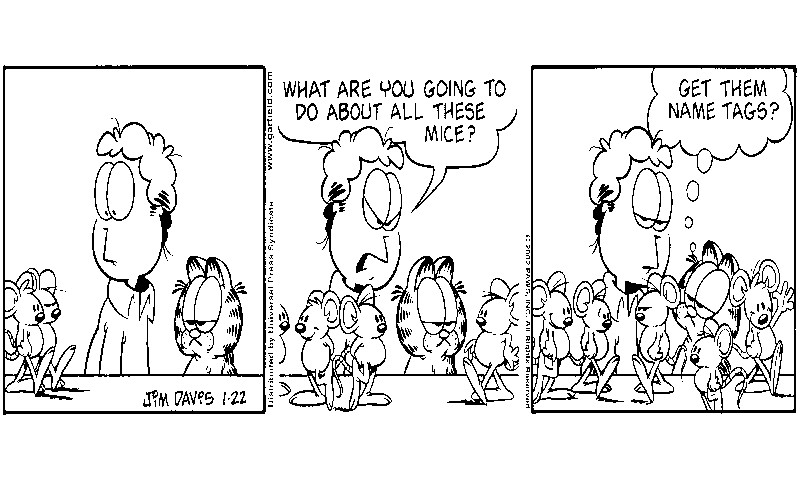 JIM DAVIS 1·22
www.garfield.com
Distributed by Universal Press Syndicate
WHAT ARE YOU GOING TO
DO ABOUT ALL THESE
MICE?
GET THEM
NAME TAGS?
PAWS, INC. All Rights Reserved